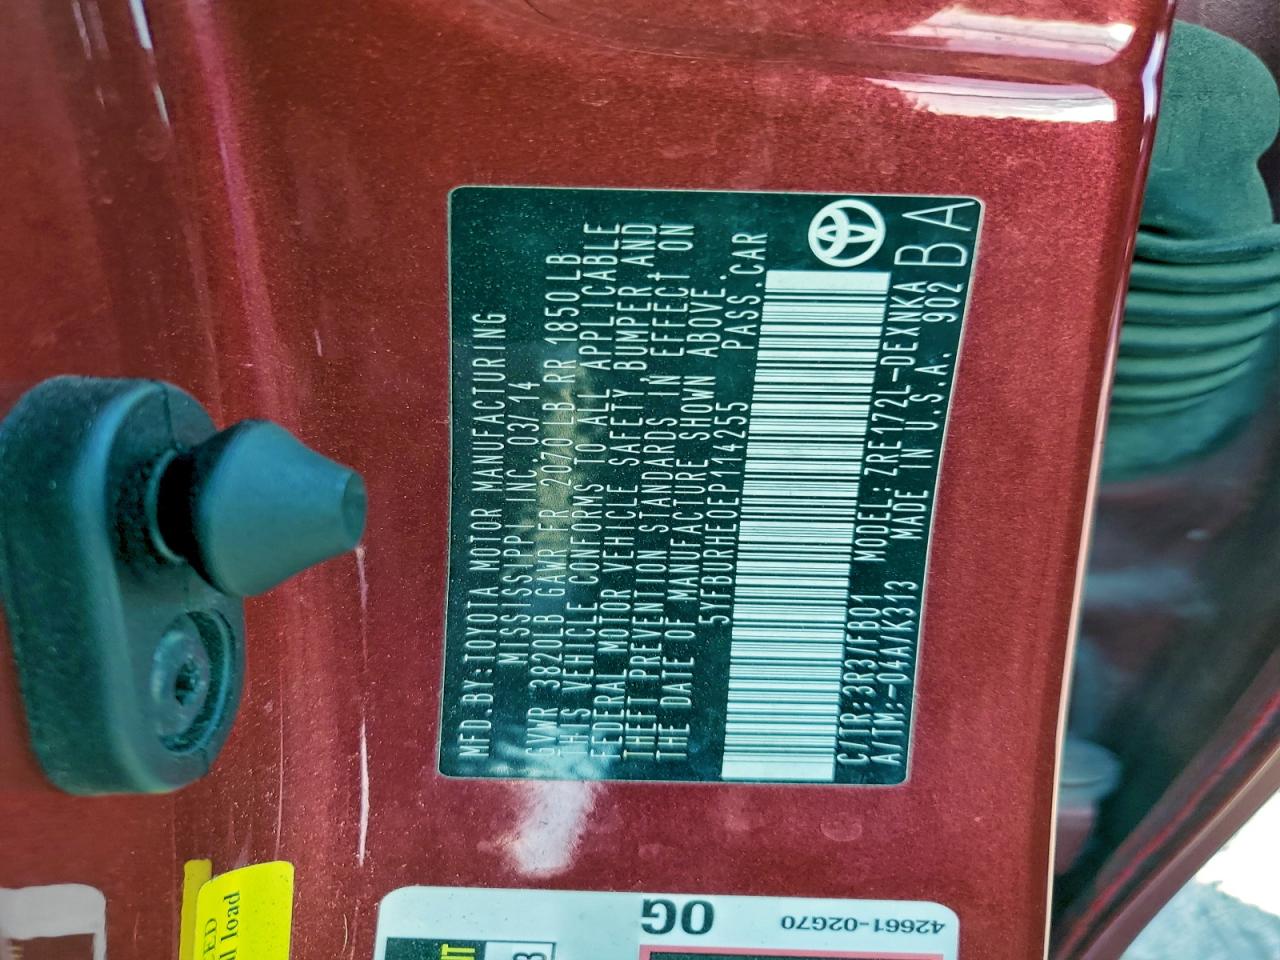 MFD BY: TOYOTA MOTOR MANUFACTURING
MISSISSIPPI INC. 03/14
GVWR 3820LB GAWR FR 2070LB RR 1850LB
THIS VEHICLE CONFORMS TO ALL APPLICABLE
FEDERAL MOTOR VEHICLE SAFETY, BUMPER, AND
THEFT PREVENTION STANDARDS IN EFFECT ON
THE DATE OF MANUFACTURE SHOWN ABOVE.
5YFBURHE0EP114255 PASS.CAR
C/TR:3R3/FB01 MODEL:ZRE172L-DEXNKA BA
A/TM:-04A/K313 MADE IN U.S.A. 902
42661-02G70
0G
load